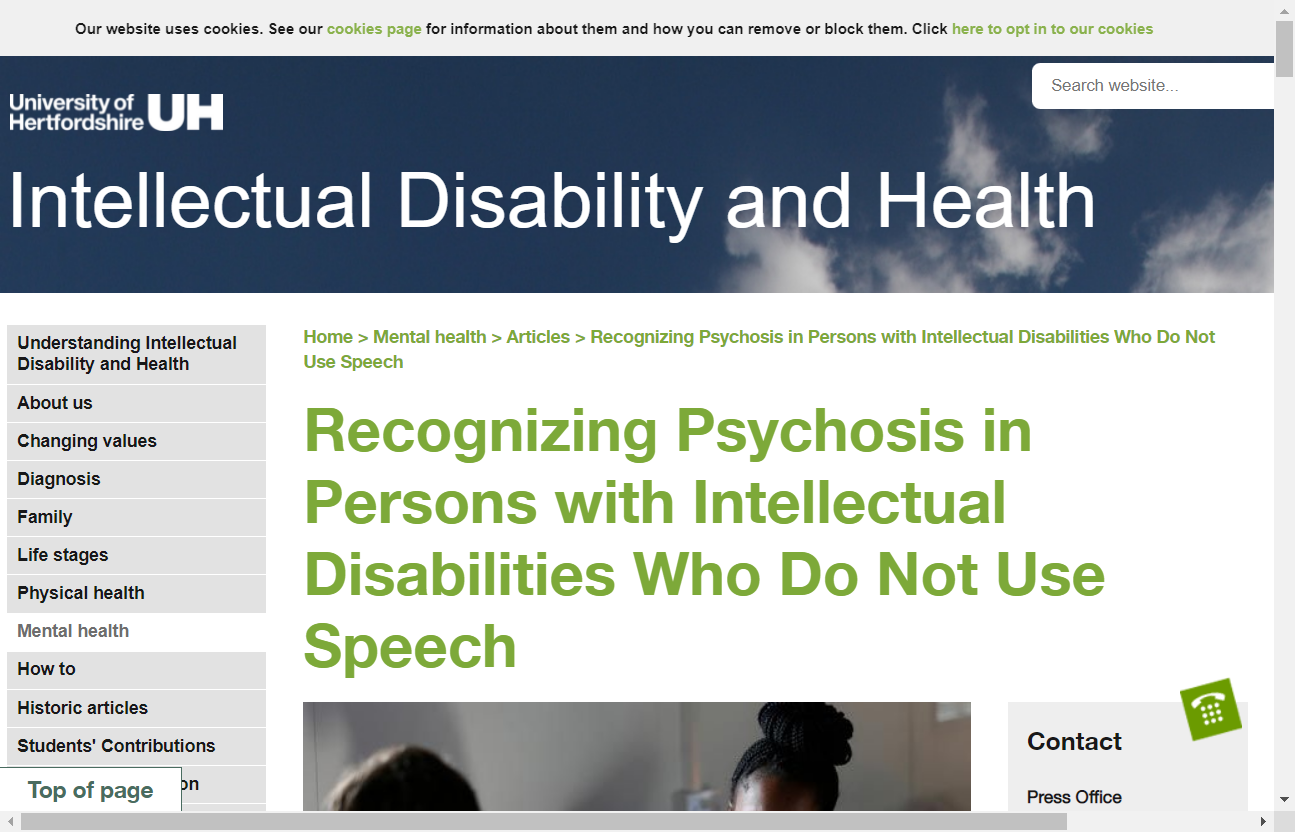 Our website uses cookies. See our cookies page for information about them and how you can remove or block them. Click here to opt in to our cookies
Search website...
University of
Hertfordshire UH
Intellectual Disability and Health
Understanding Intellectual
Disability and Health
About us
Changing values
Diagnosis
Family
Life stages
Physical health
Mental health
How to
Historic articles
Students' Contributions
Top of page
Home > Mental health > Articles > Recognizing Psychosis in Persons with Intellectual Disabilities Who Do Not
Use Speech
Recognizing Psychosis in
Persons with Intellectual
Disabilities Who Do Not Use
Speech
Contact
Press Office